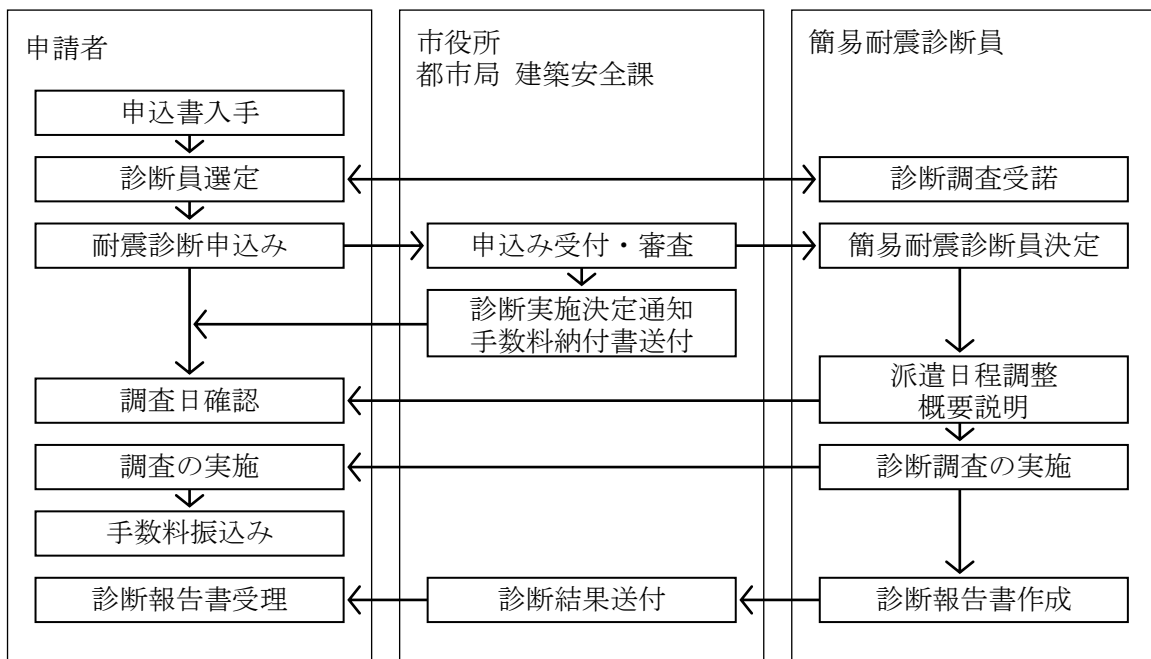 申請者
市役所
都市局 建築安全課
簡易耐震診断員
申込書入手
診断員選定
診断調査受諾
耐震診断申込み
申込み受付・審査
簡易耐震診断員決定
診断実施決定通知
手数料納付書送付
調査日確認
派遣日程調整
概要説明
調査の実施
診断調査の実施
手数料振込み
診断報告書受理
診断結果送付
診断報告書作成